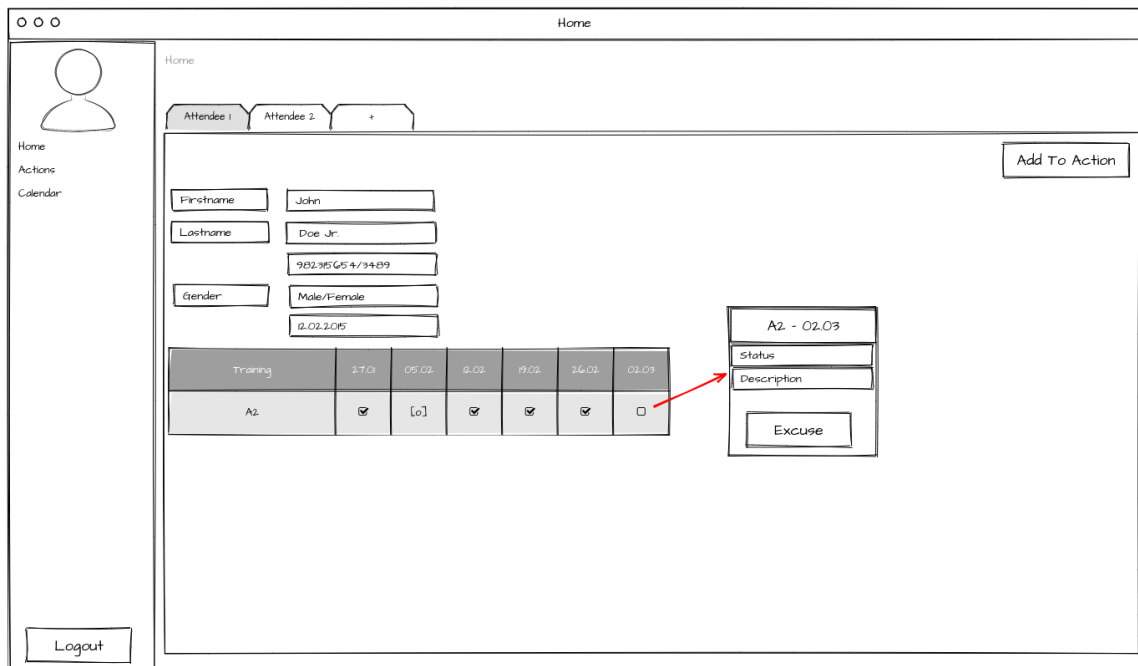 Home
Home
Attendee 1 Attendee 2 +
Home
Actions
Calendar
Add To Action
Firstname John
Lastname Doe Jr.
982315654/3489
Gender Male/Female
12.02.2015
Training 27.01 05.02 12.02 19.02 26.02 02.03
A2 [o]
A2 - 02.03
Status
Description
Excuse
Logout